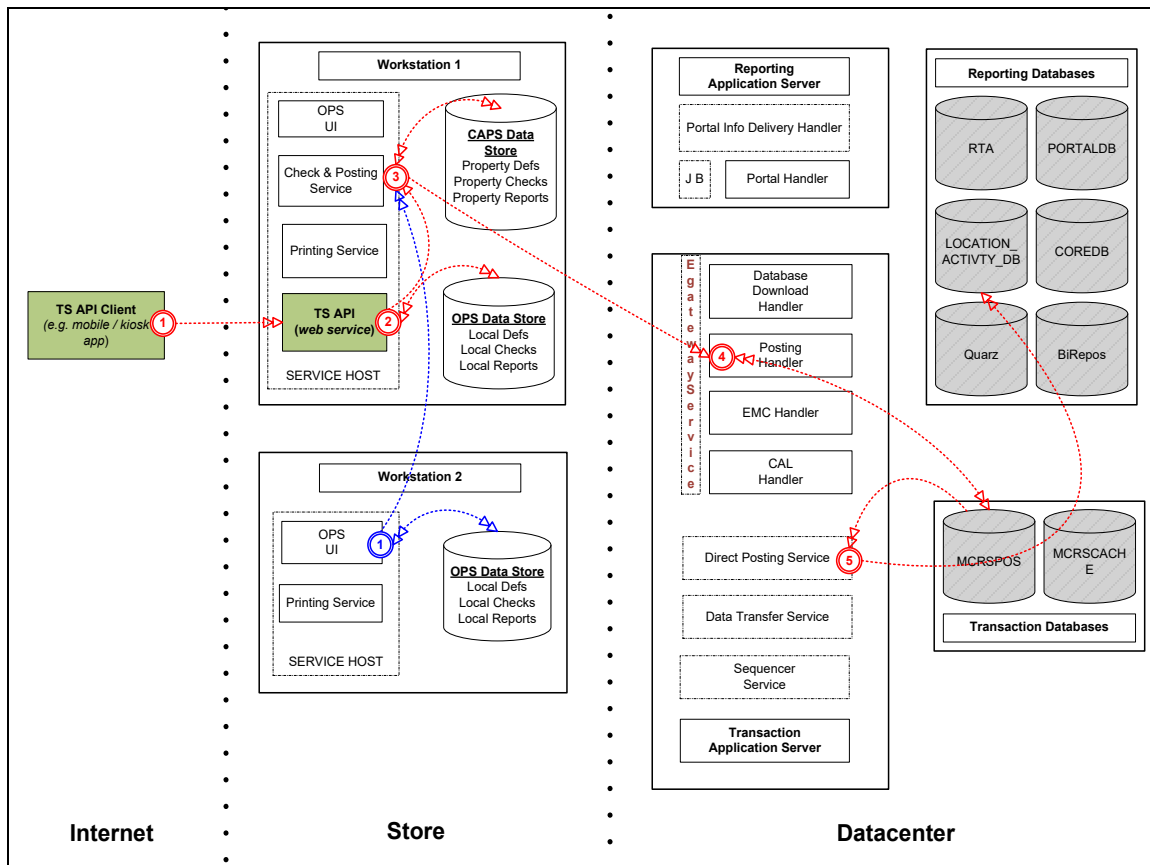 Workstation 1
OPS
UI
Check & Posting
Service
3
Printing Service
TS API
(web service)
2
SERVICE HOST
CAPS Data
Store
Property Defs
Property Checks
Property Reports
OPS Data Store
Local Defs
Local Checks
Local Reports
TS API Client
(e.g. mobile / kiosk
app)
1
Workstation 2
OPS
UI
1
Printing Service
SERVICE HOST
OPS Data Store
Local Defs
Local Checks
Local Reports
Reporting
Application Server
Portal Info Delivery Handler
J B
Portal Handler
Reporting Databases
RTA
PORTALDB
LOCATION_
ACTIVTY_DB
COREDB
Quarz
BiRepos
E
g
a
t
e
w
a
y
S
e
r
v
i
c
e
Database
Download
Handler
Posting
Handler
4
EMC Handler
CAL
Handler
Direct Posting Service
5
Data Transfer Service
Sequencer
Service
Transaction
Application Server
MCRSPOS
MCRSCACH
E
Transaction Databases
Internet
Store
Datacenter